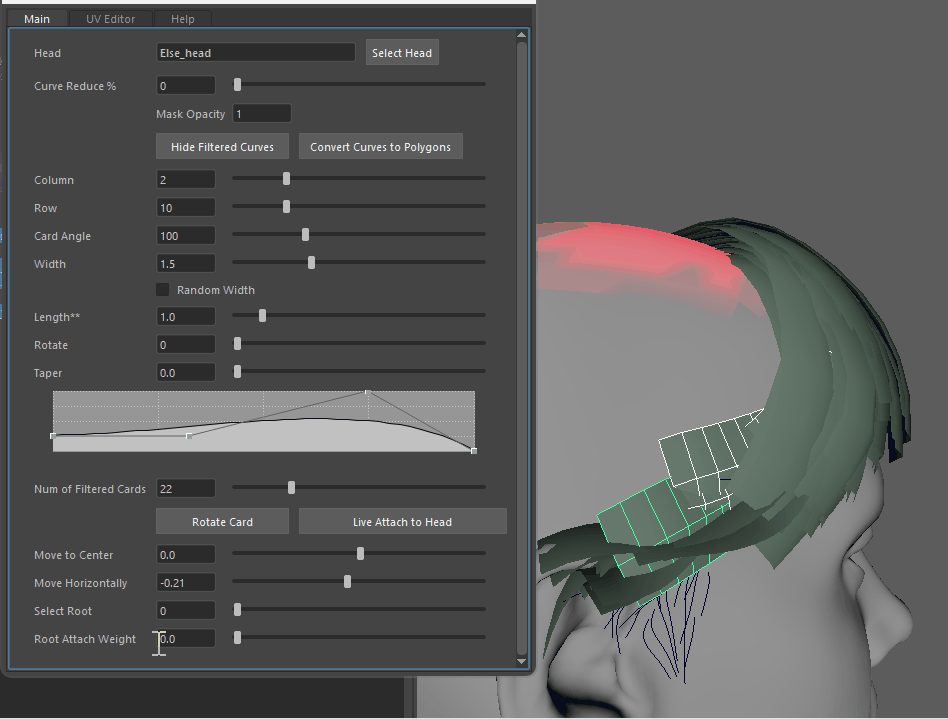 Main UV Editor Help
Head Else_head Select Head
Curve Reduce % 0
Mask Opacity 1
Hide Filtered Curves Convert Curves to Polygons
Column 2
Row 10
Card Angle 100
Width 1.5
Random Width
Length** 1.0
Rotate 0
Taper 0.0
Num of Filtered Cards 22
Rotate Card Live Attach to Head
Move to Center 0.0
Move Horizontally -0.21
Select Root 0
Root Attach Weight 0.0